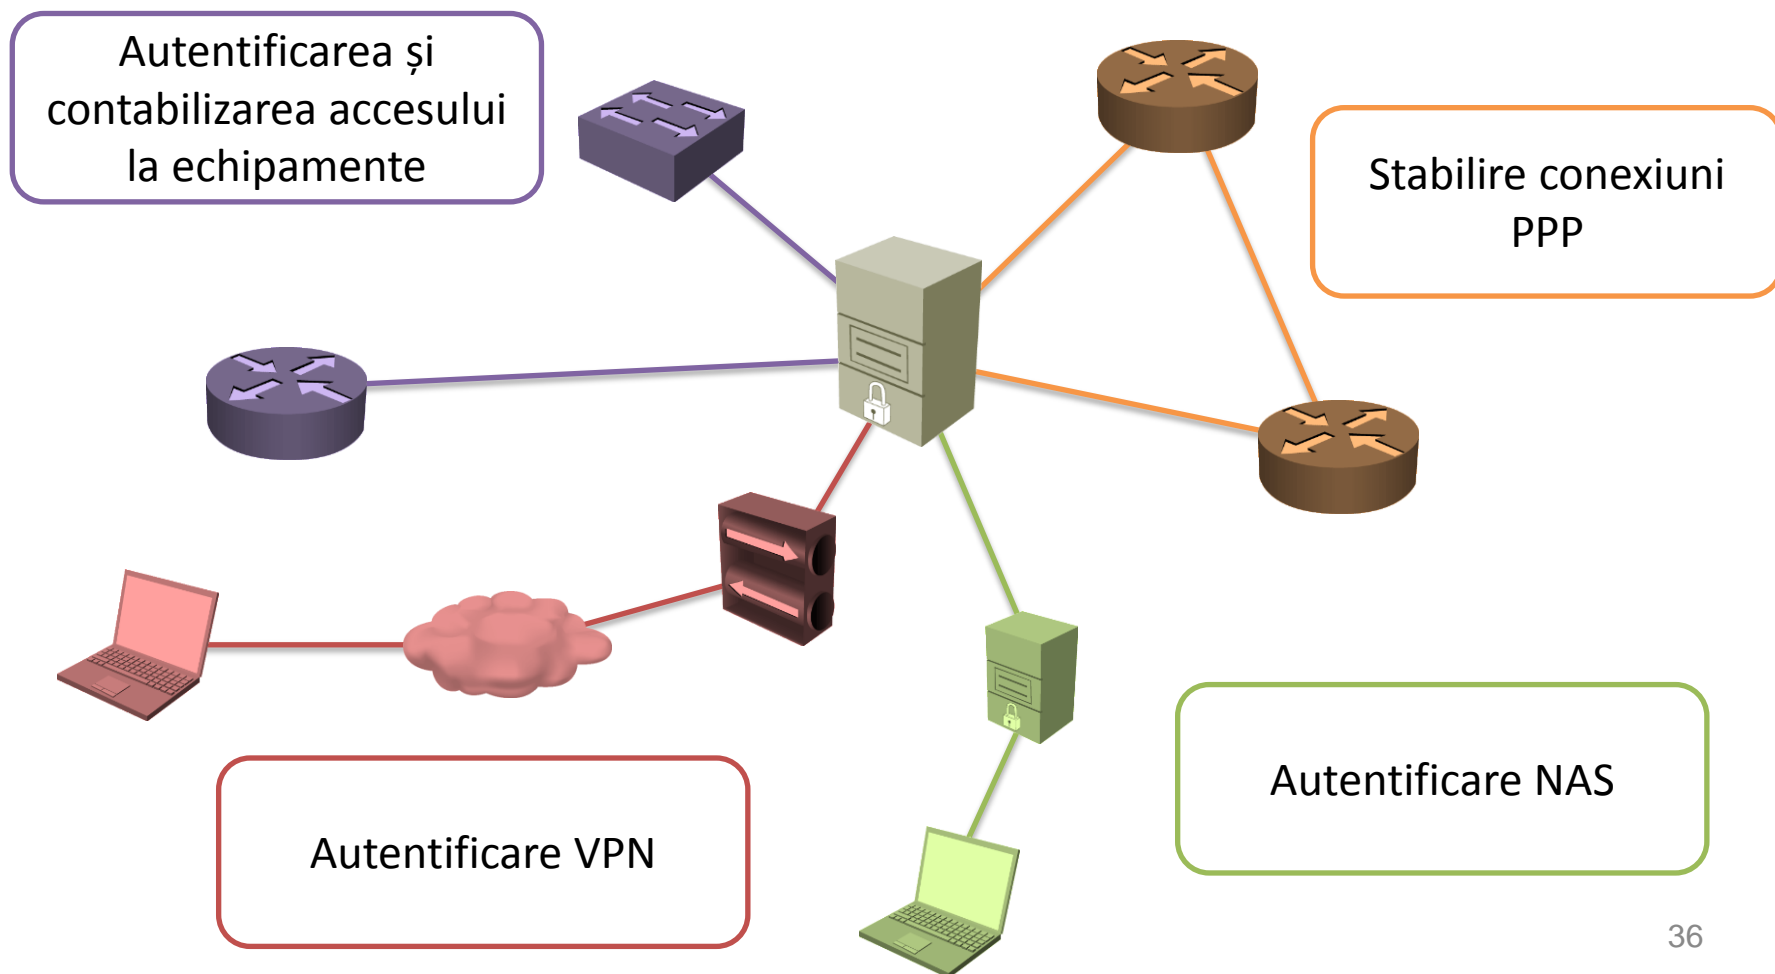 Autentificarea și
contabilizarea accesului
la echipamente
Stabilire conexiuni
PPP
Autentificare VPN
Autentificare NAS
36